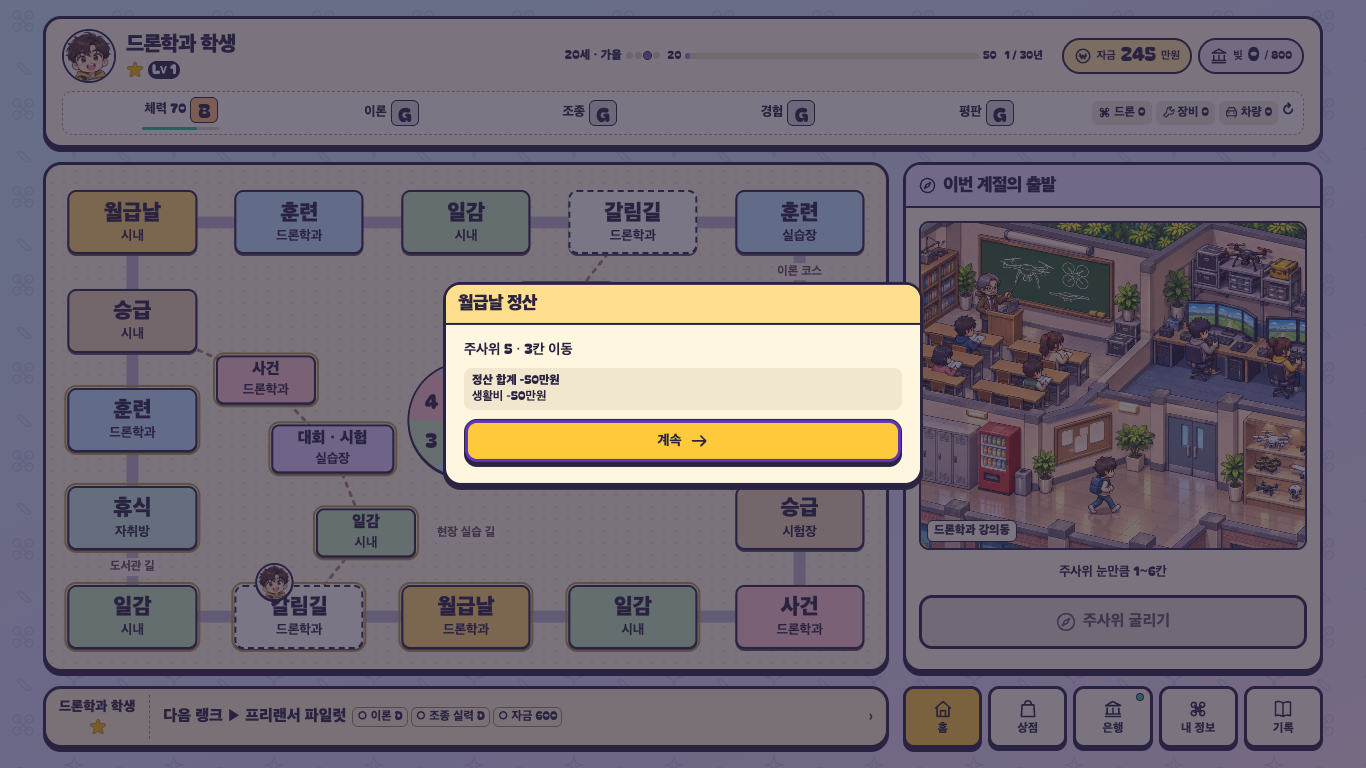 드론학과 학생
Lv 1
20세 · 가을 20 50 1 / 30년
자금 245 만원
빚 0 / 800
체력 70 B
이론 G
조종 G
경험 G
평판 G
드론 0
장비 0
차량 0
월급날
시내
훈련
드론학과
일감
시내
갈림길
드론학과
훈련
실습장
이론 코스
승급
시내
사건
드론학과
훈련
드론학과
대회 · 시험
실습장
4
3
휴식
자취방
일감
시내
현장 실습 길
승급
시험장
도서관 길
일감
시내
갈림길
드론학과
월급날
드론학과
일감
시내
사건
드론학과
월급날 정산
주사위 5 · 3칸 이동
정산 합계 -50만원
생활비 -50만원
계속 →
이번 계절의 출발
드론학과 강의동
주사위 눈만큼 1~6칸
주사위 굴리기
드론학과 학생
다음 랭크 ▶ 프리랜서 파일럿
이론 D
조종 실력 D
자금 600
›
홈
상점
은행
내 정보
기록